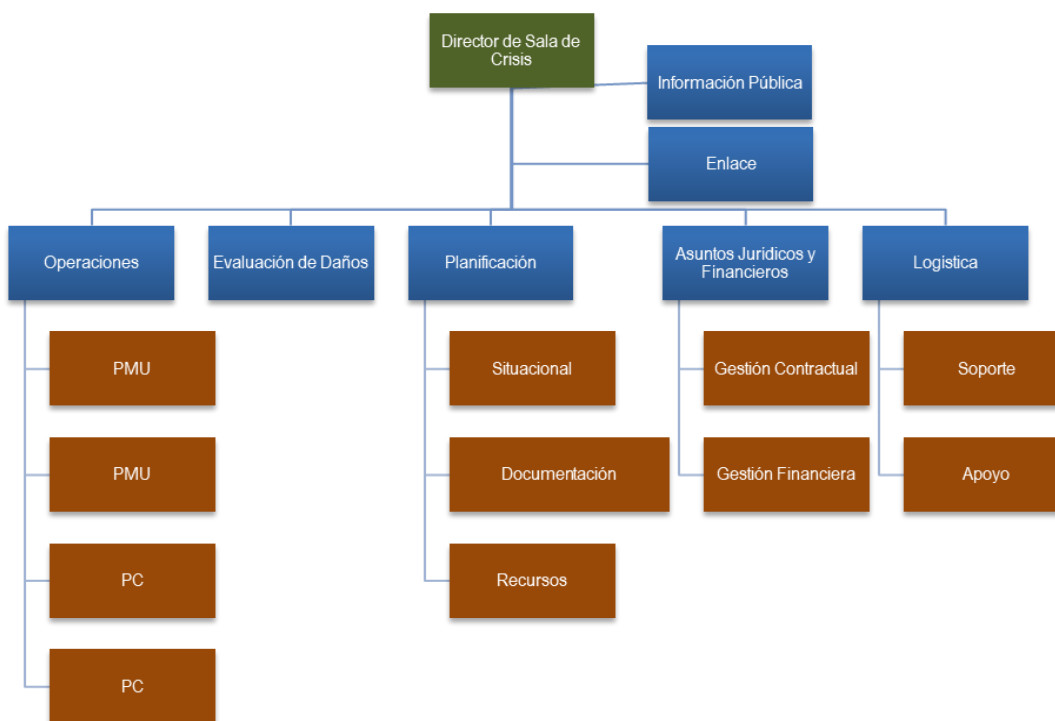 Director de Sala de
Crisis
Información Pública
Enlace
Operaciones
Evaluación de Daños
Planificación
Asuntos Jurídicos y
Financieros
Logística
PMU
Situacional
Gestión Contractual
Soporte
PMU
Documentación
Gestión Financiera
Apoyo
PC
Recursos
PC